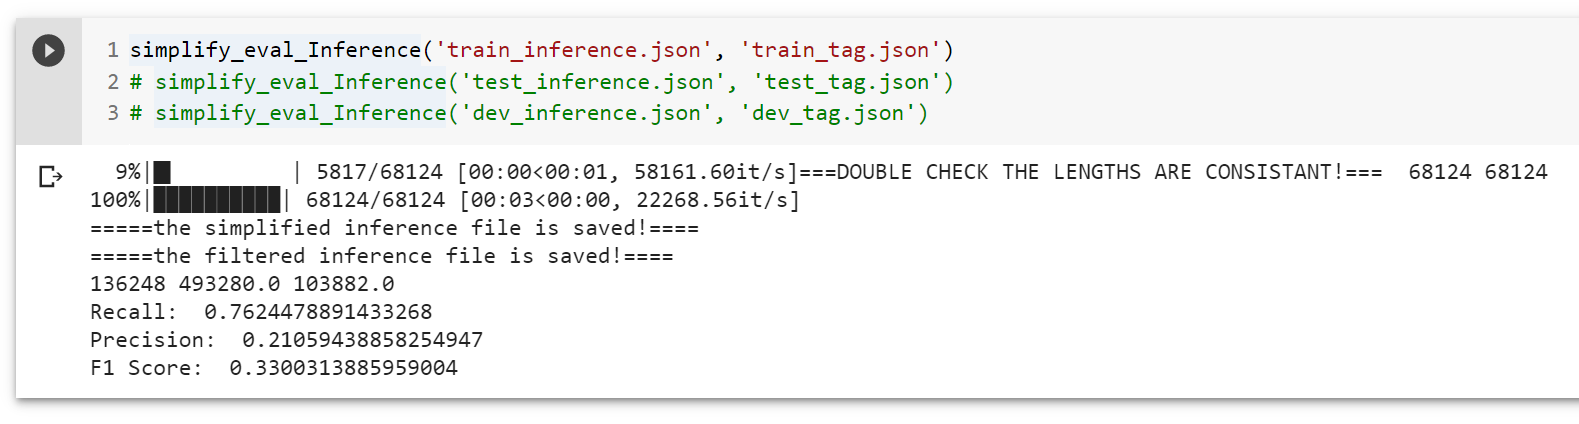 1 simplify_eval_Inference('train_inference.json', 'train_tag.json')
2 # simplify_eval_Inference('test_inference.json', 'test_tag.json')
3 # simplify_eval_Inference('dev_inference.json', 'dev_tag.json')
9%|█ | 5817/68124 [00:00<00:01, 58161.60it/s]===DOUBLE CHECK THE LENGTHS ARE CONSISTANT!=== 68124 68124
100%|██████████| 68124/68124 [00:03<00:00, 22268.56it/s]
=====the simplified inference file is saved!====
=====the filtered inference file is saved!====
136248 493280.0 103882.0
Recall: 0.7624478891433268
Precision: 0.21059438858254947
F1 Score: 0.3300313885959004